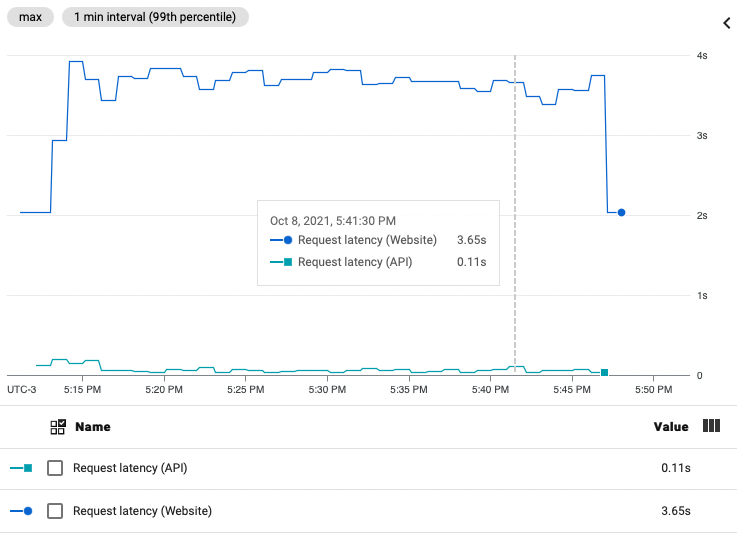 max 1 min interval (99th percentile)
4s
3s
2s
1s
0
Oct 8, 2021, 5:41:30 PM
Request latency (Website) 3.65s
Request latency (API) 0.11s
UTC-3 5:15 PM 5:20 PM 5:25 PM 5:30 PM 5:35 PM 5:40 PM 5:45 PM 5:50 PM
Name Value
Request latency (API) 0.11s
Request latency (Website) 3.65s